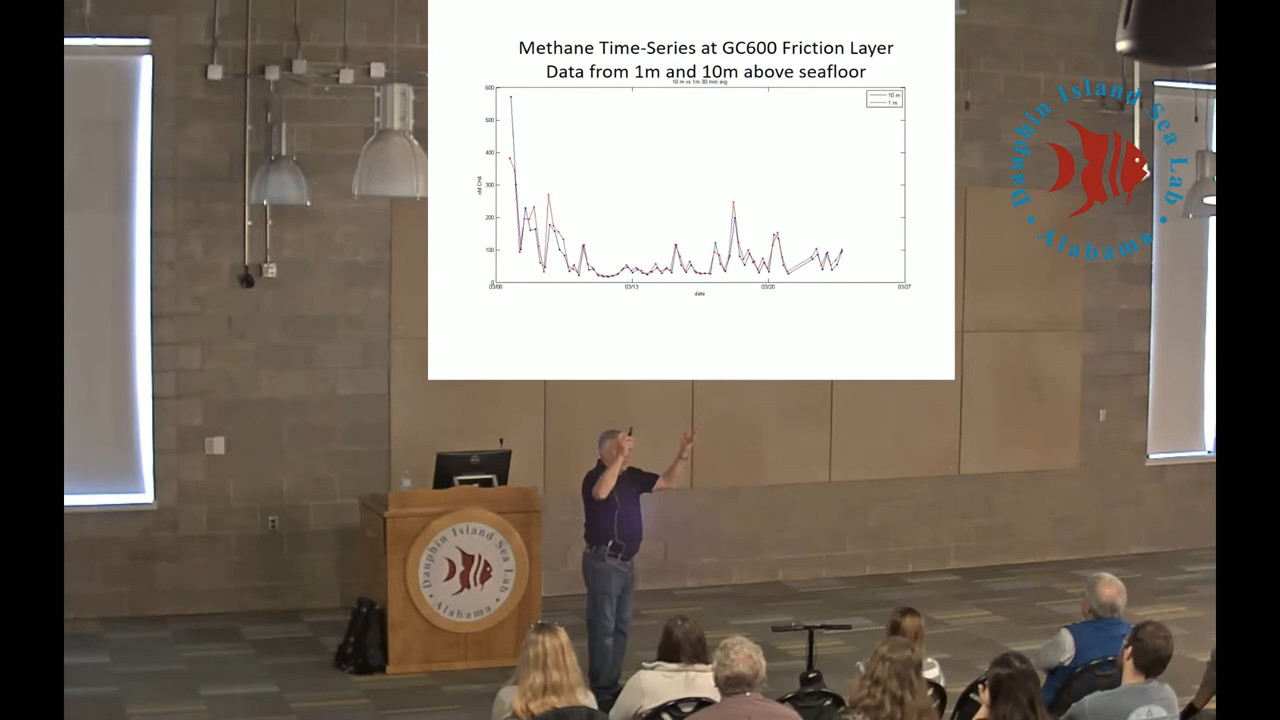 Methane Time-Series at GC600 Friction Layer
Data from 1m and 10m above seafloor
10 m vs 1m 30 min avg
10 m
1 m
600
500
400
300
200
100
0
nM CH4
03/06
03/13
03/20
03/27
date
Dauphin Island Sea Lab
Alabama
Dauphin Island Sea Lab
Alabama